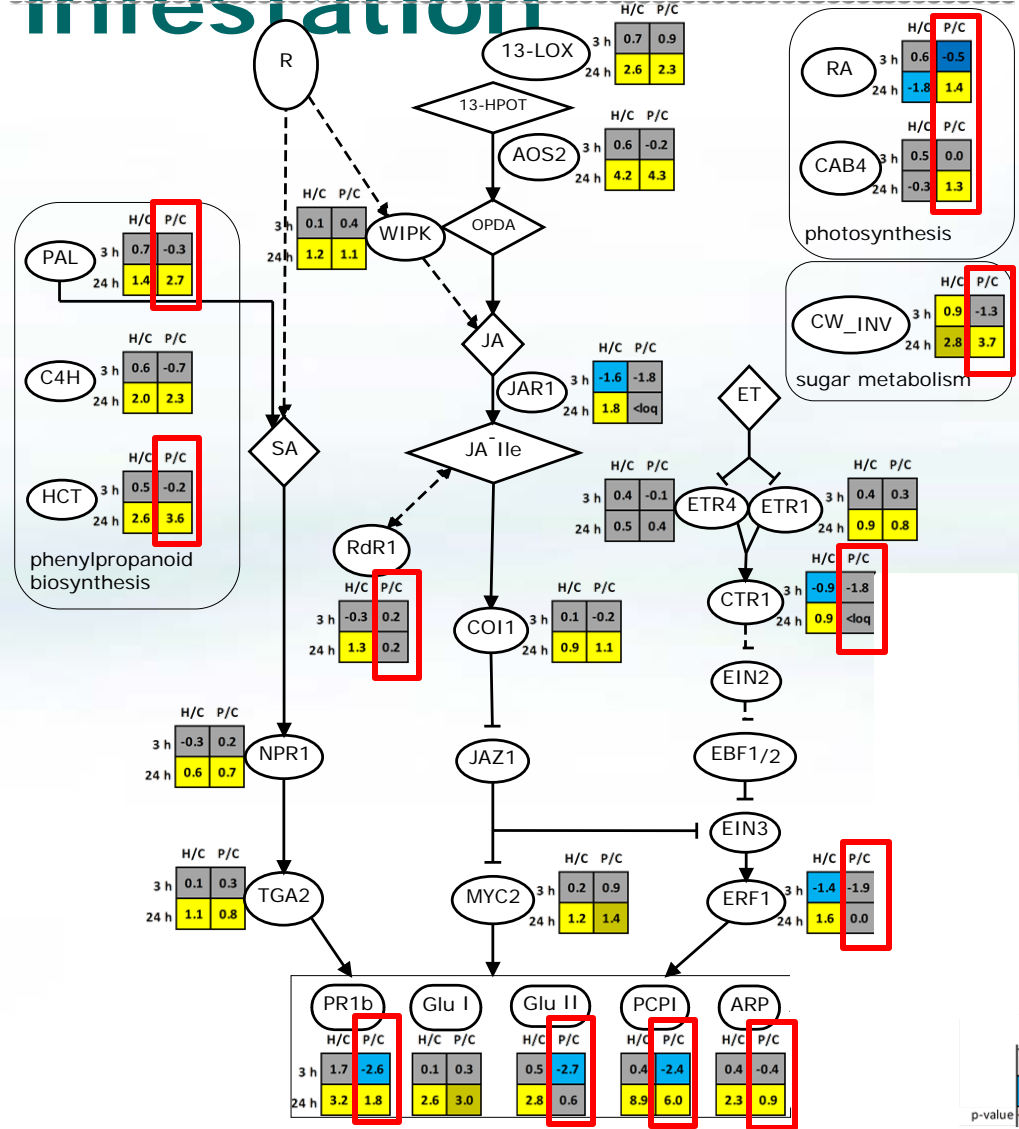 infestation
R
13-LOX
H/C P/C
3 h 0.7 0.9
24 h 2.6 2.3
13-HPOT
AOS2
H/C P/C
3 h 0.6 -0.2
24 h 4.2 4.3
OPDA
WIPK
H/C P/C
3 h 0.1 0.4
24 h 1.2 1.1
JA
JAR1
H/C P/C
3 h -1.6 -1.8
24 h 1.8 <loq
JA-Ile
RA
H/C P/C
3 h 0.6 -0.5
24 h -1.8 1.4
CAB4
H/C P/C
3 h 0.5 0.0
24 h -0.3 1.3
photosynthesis
CW_INV
H/C P/C
3 h 0.9 -1.3
24 h 2.8 3.7
sugar metabolism
PAL
H/C P/C
3 h 0.7 -0.3
24 h 1.4 2.7
C4H
H/C P/C
3 h 0.6 -0.7
24 h 2.0 2.3
HCT
H/C P/C
3 h 0.5 -0.2
24 h 2.6 3.6
phenylpropanoid
biosynthesis
SA
RdR1
H/C P/C
3 h -0.3 0.2
24 h 1.3 0.2
COI1
H/C P/C
3 h 0.1 -0.2
24 h 0.9 1.1
ET
ETR4
H/C P/C
3 h 0.4 -0.1
24 h 0.5 0.4
ETR1
H/C P/C
3 h 0.4 0.3
24 h 0.9 0.8
CTR1
H/C P/C
3 h -0.9 -1.8
24 h 0.9 <loq
EIN2
EBF1/2
EIN3
NPR1
H/C P/C
3 h -0.3 0.2
24 h 0.6 0.7
JAZ1
TGA2
H/C P/C
3 h 0.1 0.3
24 h 1.1 0.8
MYC2
H/C P/C
3 h 0.2 0.9
24 h 1.2 1.4
ERF1
H/C P/C
3 h -1.4 -1.9
24 h 1.6 0.0
PR1b Glu I Glu II PCPI ARP
H/C P/C H/C P/C H/C P/C H/C P/C H/C P/C
3 h 1.7 -2.6 0.1 0.3 0.5 -2.7 0.4 -2.4 0.4 -0.4
24 h 3.2 1.8 2.6 3.0 2.8 0.6 8.9 6.0 2.3 0.9
p-value